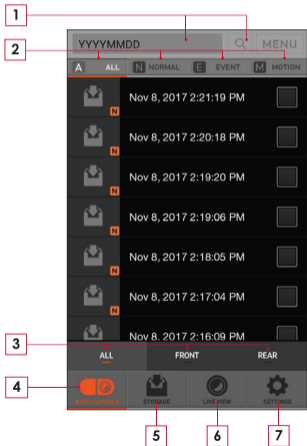 1
YYYYMMDD MENU
2
A ALL N NORMAL E EVENT M MOTION
Nov 8, 2017 2:21:19 PM
N
Nov 8, 2017 2:20:18 PM
N
Nov 8, 2017 2:19:20 PM
N
Nov 8, 2017 2:19:06 PM
N
Nov 8, 2017 2:18:05 PM
N
Nov 8, 2017 2:17:04 PM
N
Nov 8, 2017 2:16:09 PM
3
ALL FRONT REAR
4
AUTO CAPRICE STORAGE LIVE VIEW SETTINGS
5 6 7